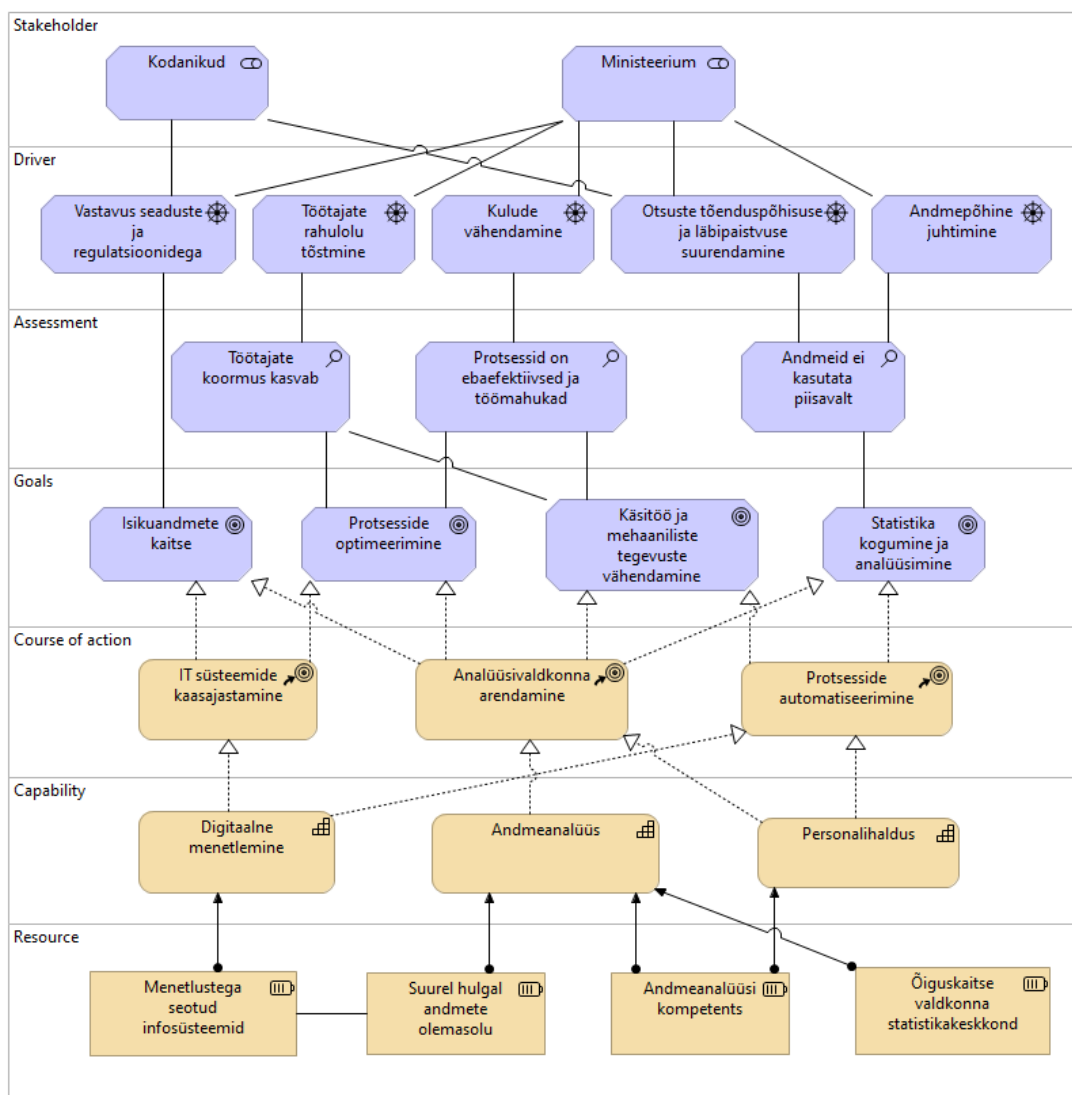 Stakeholder
Kodanikud
Ministeerium
Driver
Vastavus seaduste
ja
regulatsioonidega
Töötajate
rahulolu
tõstmine
Kulude
vähendamine
Otsuste tõenduspõhisuse
ja läbipaistvuse
suurendamine
Andmepõhine
juhtimine
Assessment
Töötajate
koormus kasvab
Protsessid on
ebaefektiivsed ja
töömahukad
Andmeid ei
kasutata
piisavalt
Goals
Isikuandmete
kaitse
Protsesside
optimeerimine
Käsitöö ja
mehaaniliste
tegevuste
vähendamine
Statistika
kogumine ja
analüüsimine
Course of action
IT süsteemide
kaasajastamine
Analüüsivaldkonna
arendamine
Protsesside
automatiseerimine
Capability
Digitaalne
menetlemine
Andmeanalüüs
Personalihaldus
Resource
Menetlustega
seotud
infosüsteemid
Suurel hulgal
andmete
olemasolu
Andmeanalüüsi
kompetents
Õiguskaitse
valdkonna
statistikakeskkond